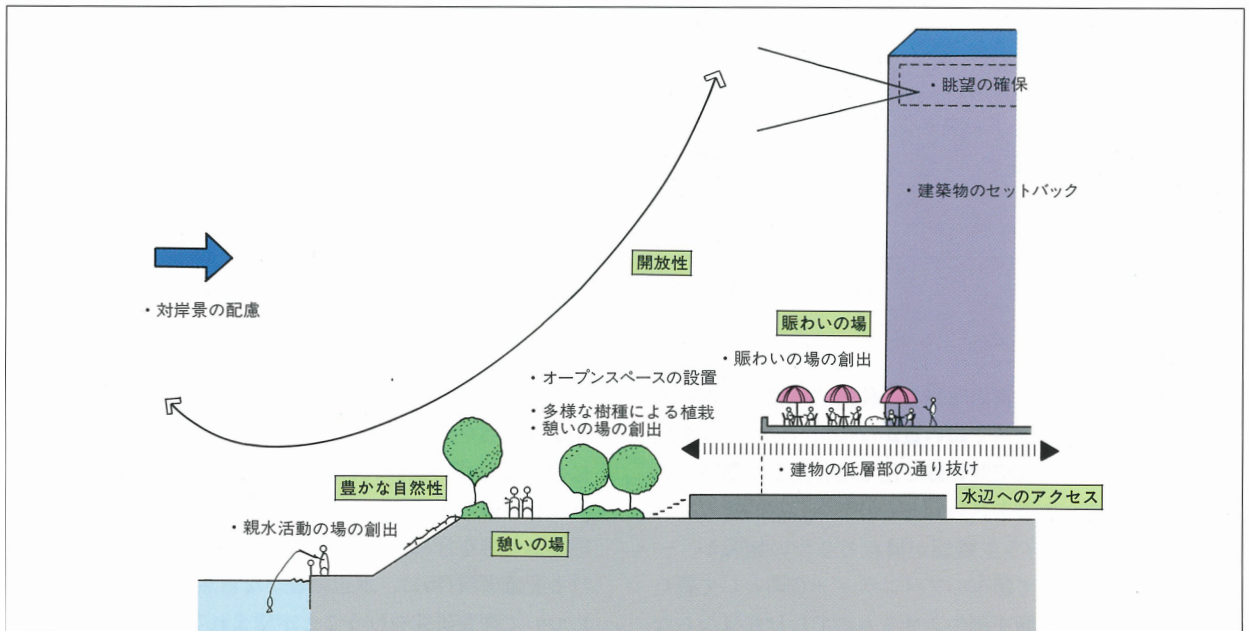 ・眺望の確保
・建築物のセットバック
開放性
・対岸景の配慮
賑わいの場
・賑わいの場の創出
・オープンスペースの設置
・多様な樹種による植栽
・憩いの場の創出
・建物の低層部の通り抜け
豊かな自然性
水辺へのアクセス
・親水活動の場の創出
憩いの場